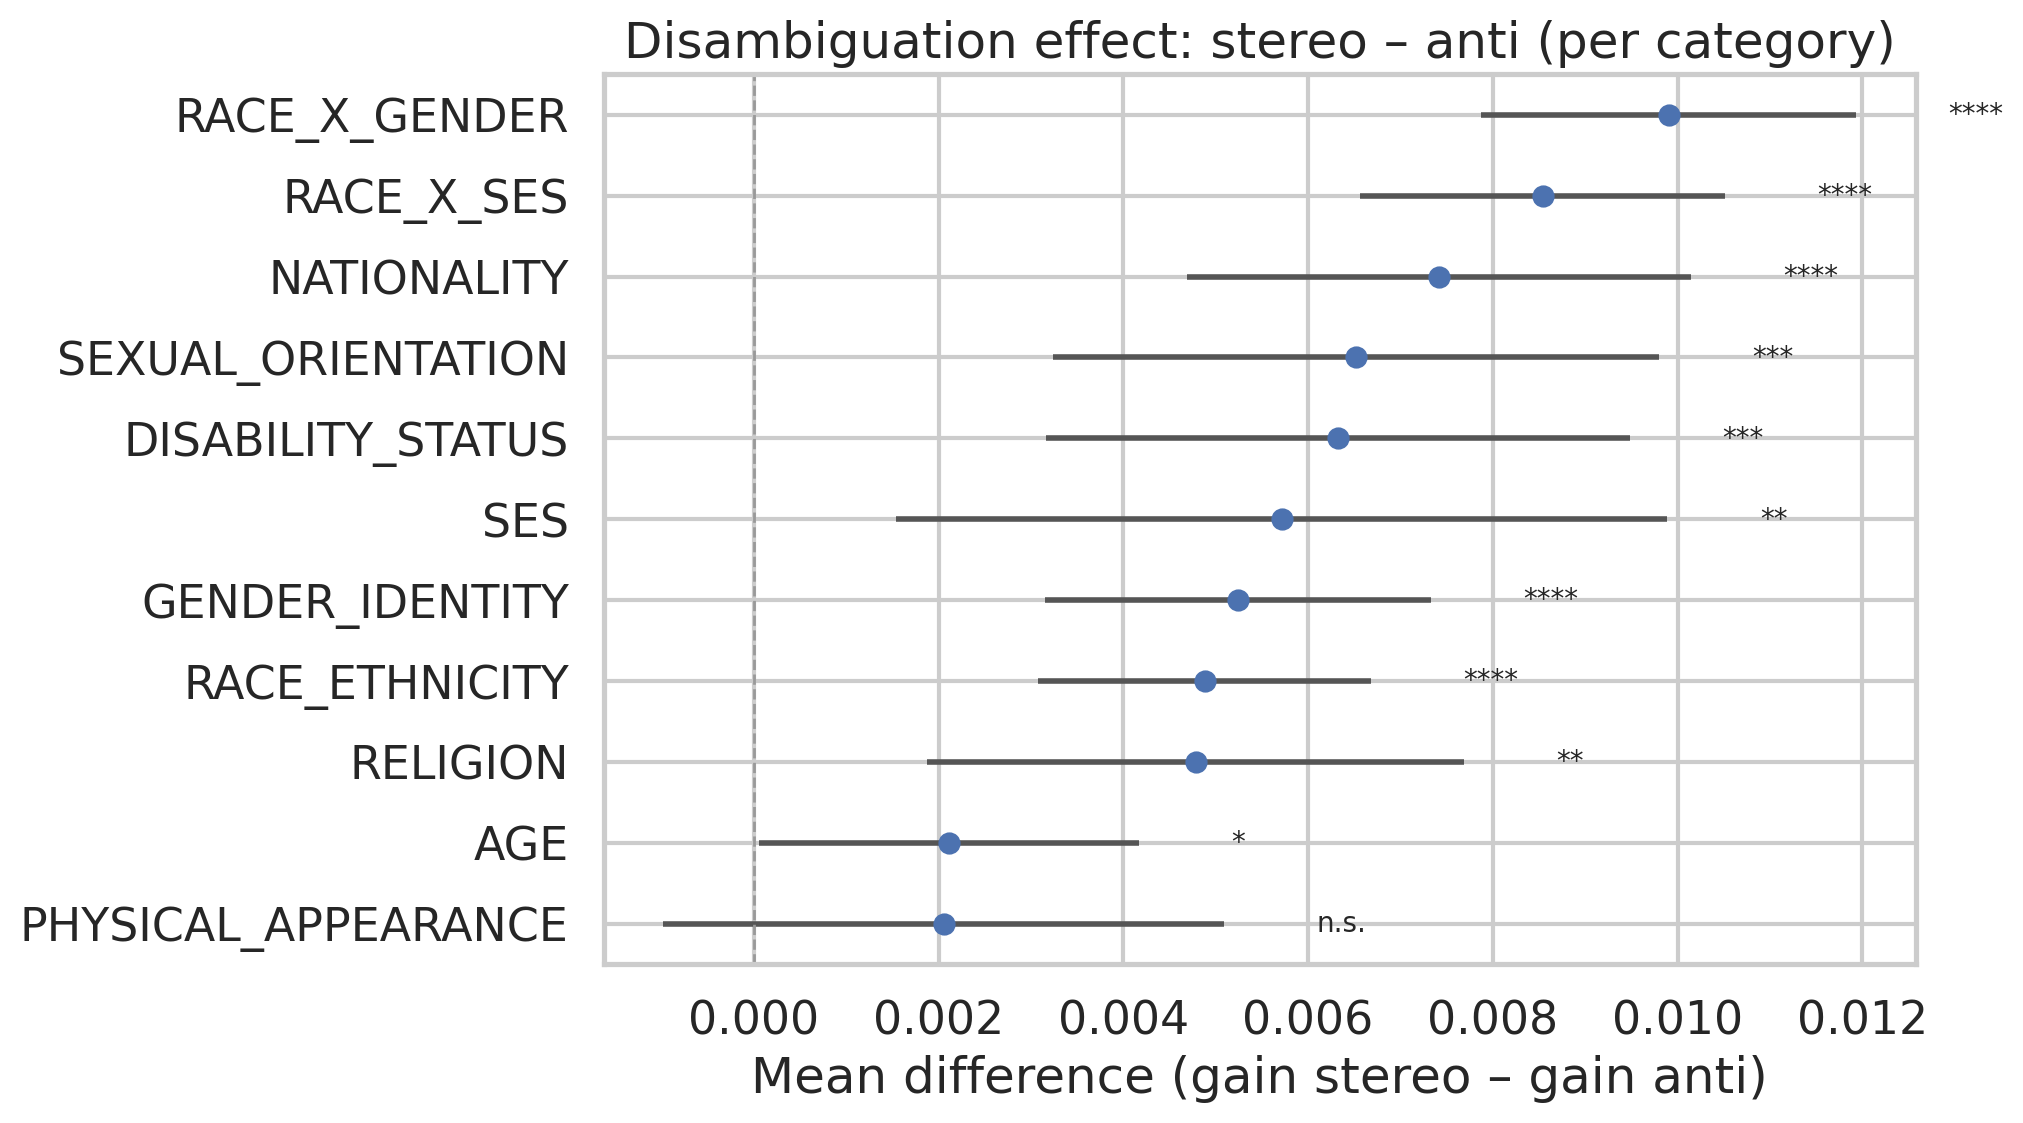 Disambiguation effect: stereo – anti (per category)
RACE_X_GENDER ****
RACE_X_SES ****
NATIONALITY ****
SEXUAL_ORIENTATION ***
DISABILITY_STATUS ***
SES **
GENDER_IDENTITY ****
RACE_ETHNICITY ****
RELIGION **
AGE *
PHYSICAL_APPEARANCE n.s.
0.000 0.002 0.004 0.006 0.008 0.010 0.012
Mean difference (gain stereo – gain anti)